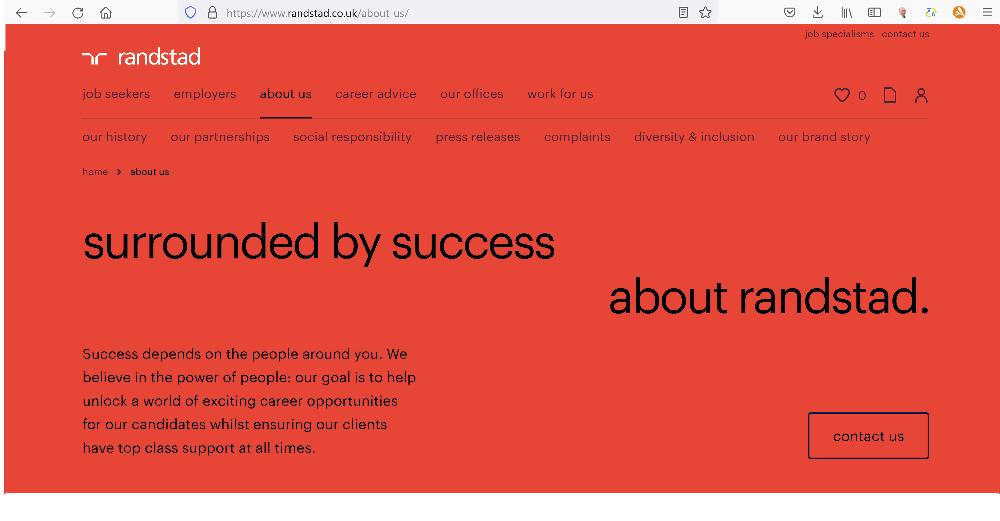 https://www.randstad.co.uk/about-us/
job specialisms contact us
randstad
job seekers employers about us career advice our offices work for us 0
our history our partnerships social responsibility press releases complaints diversity & inclusion our brand story
home about us
surrounded by success
about randstad.
Success depends on the people around you. We
believe in the power of people: our goal is to help
unlock a world of exciting career opportunities
for our candidates whilst ensuring our clients
have top class support at all times.
contact us